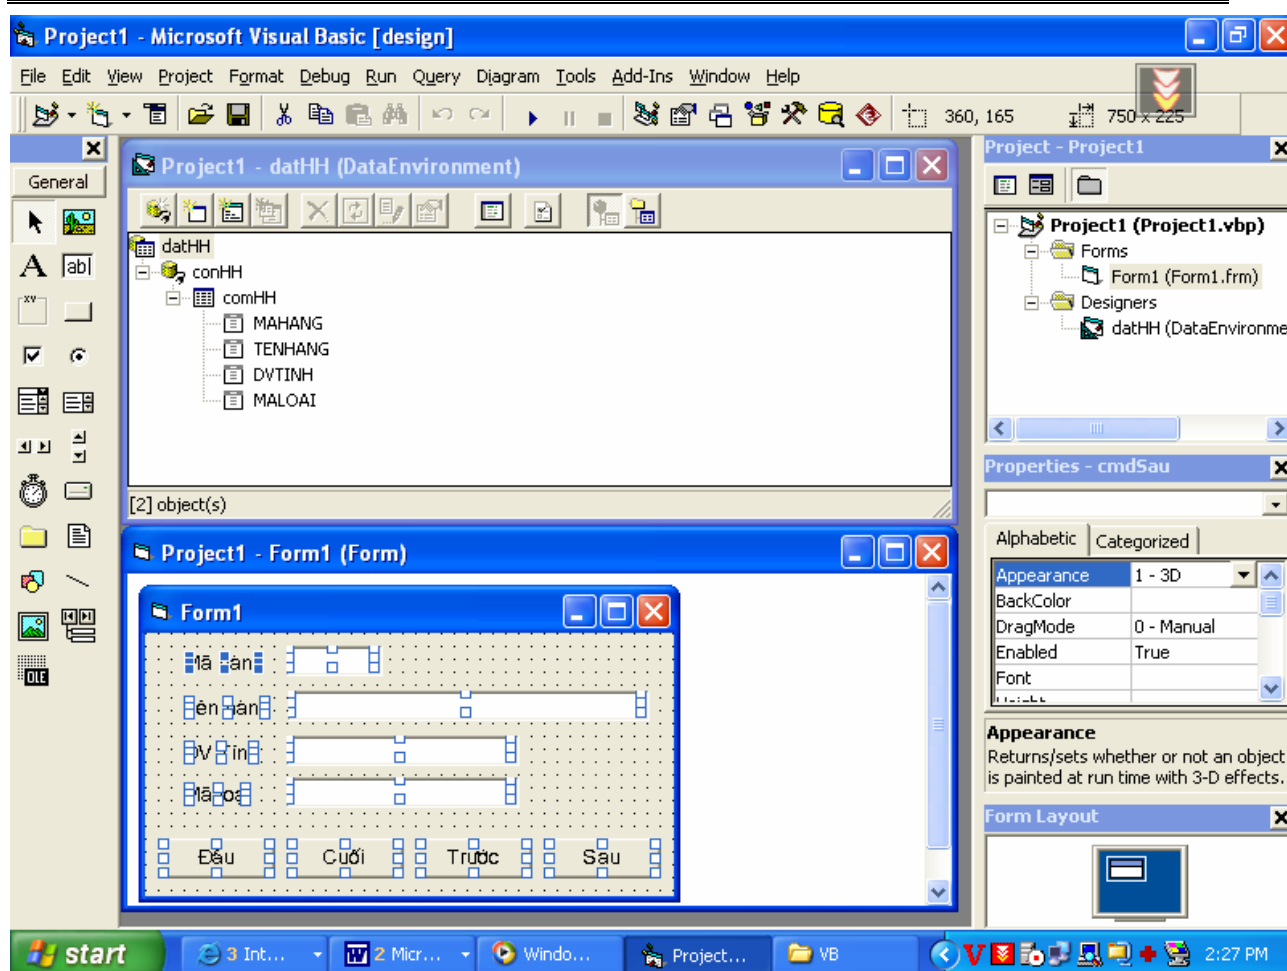 Project1 - Microsoft Visual Basic [design]
File Edit View Project Format Debug Run Query Diagram Tools Add-Ins Window Help
360, 165 750 x 225
General
Project1 - datHH (DataEnvironment)
datHH
conHH
comHH
MAHANG
TENHANG
DVTINH
MALOAI
[2] object(s)
Project - Project1
Project1 (Project1.vbp)
Forms
Form1 (Form1.frm)
Designers
datHH (DataEnvironme
Properties - cmdSau
Alphabetic Categorized
Appearance 1 - 3D
BackColor
DragMode 0 - Manual
Enabled True
Font
Appearance
Returns/sets whether or not an object
is painted at run time with 3-D effects.
Form Layout
Project1 - Form1 (Form)
Form1
Mã
ĐV
Mã
Đầu Cuối Trước Sau
XY
OLE
start 3 Int... 2 Micr... Windo... Project... VB 2:27 PM